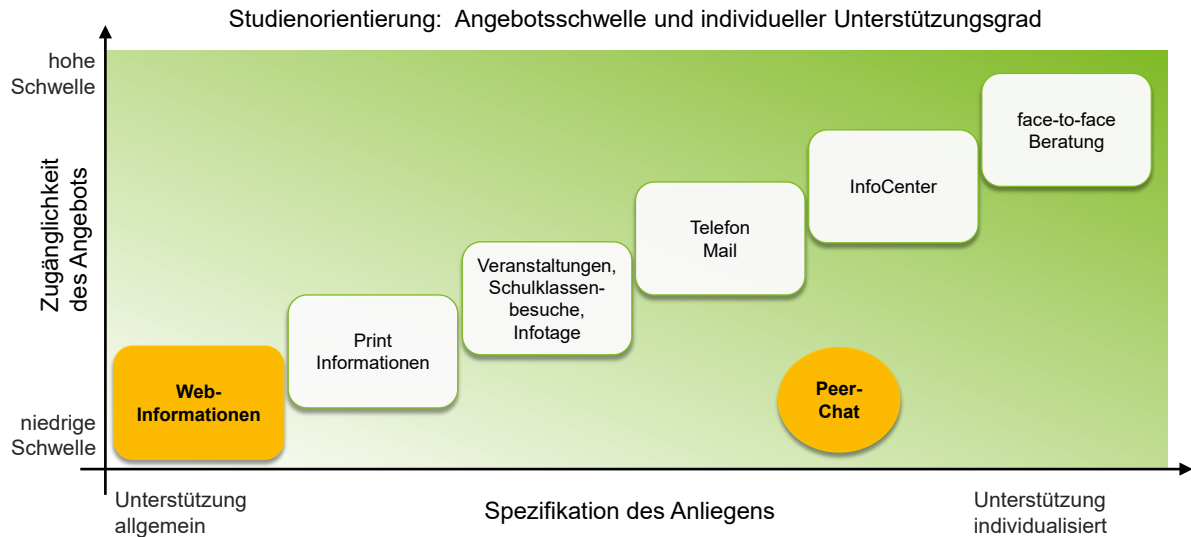 Studienorientierung:  Angebotsschwelle und individueller Unterstützungsgrad
hohe
Schwelle
Zugänglichkeit
des Angebots
niedrige
Schwelle
Web-
Informationen
Print
Informationen
Veranstaltungen,
Schulklassen-
besuche,
Infotage
Telefon
Mail
InfoCenter
face-to-face
Beratung
Peer-
Chat
Unterstützung
allgemein
Spezifikation des Anliegens
Unterstützung
individualisiert